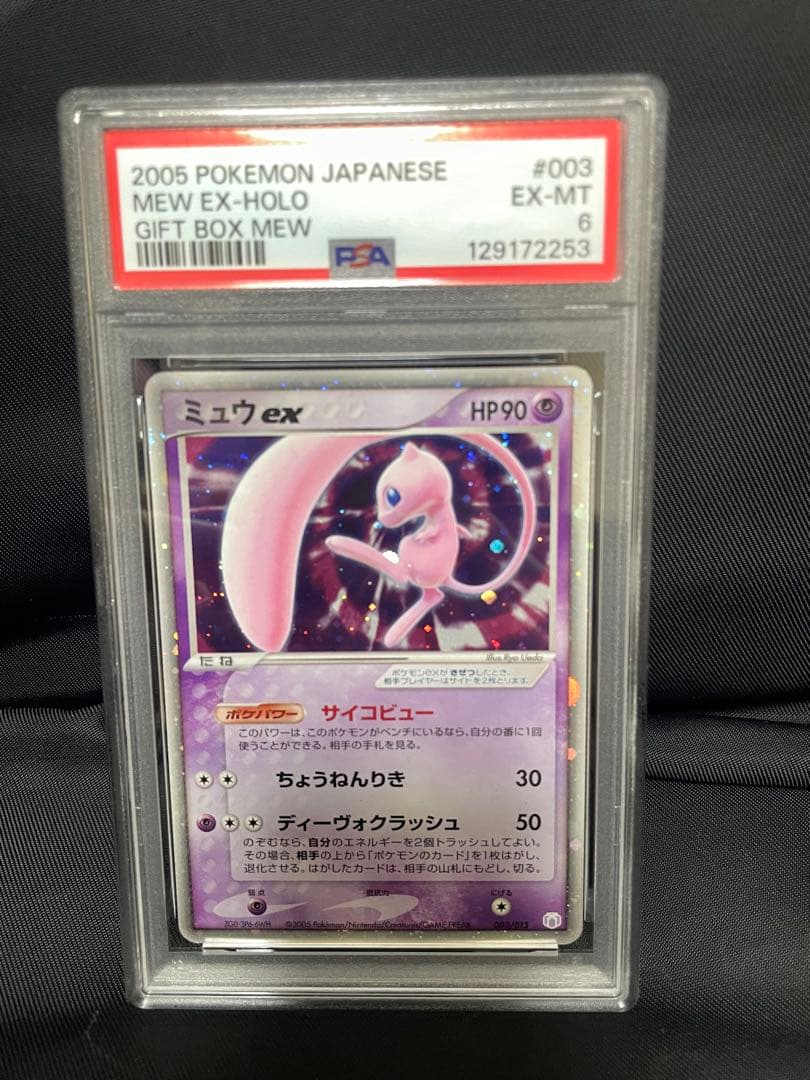 2005 POKEMON JAPANESE #003
MEW EX-HOLO EX-MT
GIFT BOX MEW 6
PSA 129172253
ミュウex HP90
たね Illus.Ryo Ueda
ポケモンexが きぜつしたとき、
相手プレイヤーはサイドを2枚とります。
ポケパワー サイコビュー
このパワーは、このポケモンがベンチにいるなら、自分の番に1回
使うことができる。相手の手札を見る。
ちょうねんりき 30
ディーヴォクラッシュ 50
のぞむなら、自分のエネルギーを2個トラッシュしてよい。
その場合、相手の上から「ポケモンのカード」を1枚はがし、
退化させる。はがしたカードは、相手の山札にもどし、切る。
弱点 抵抗力 にげる
ZG0-3P6-6WH ©2005 Pokémon/Nintendo/Creatures/GAME FREAK. 003/015